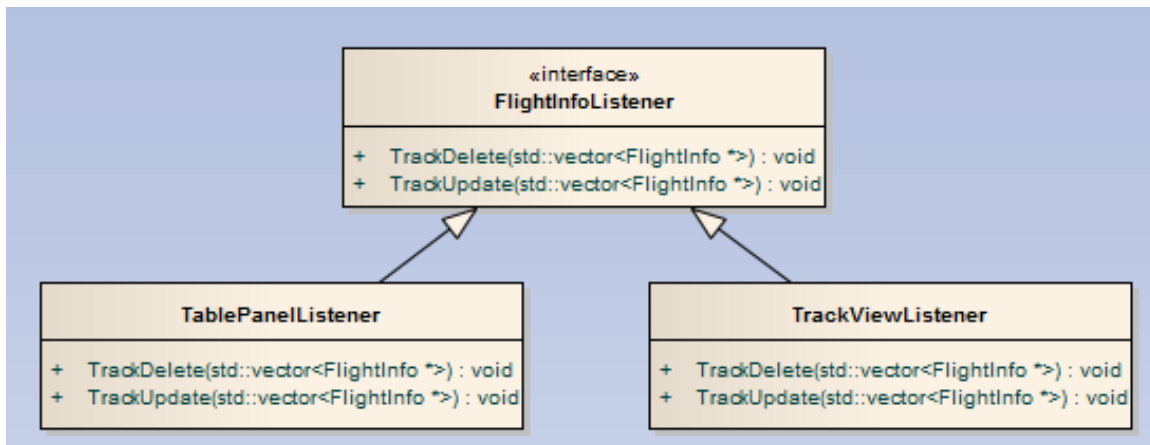 «interface»
FlightInfoListener
+ TrackDelete(std::vector<FlightInfo *>) : void
+ TrackUpdate(std::vector<FlightInfo *>) : void
TablePanelListener
+ TrackDelete(std::vector<FlightInfo *>) : void
+ TrackUpdate(std::vector<FlightInfo *>) : void
TrackViewListener
+ TrackDelete(std::vector<FlightInfo *>) : void
+ TrackUpdate(std::vector<FlightInfo *>) : void